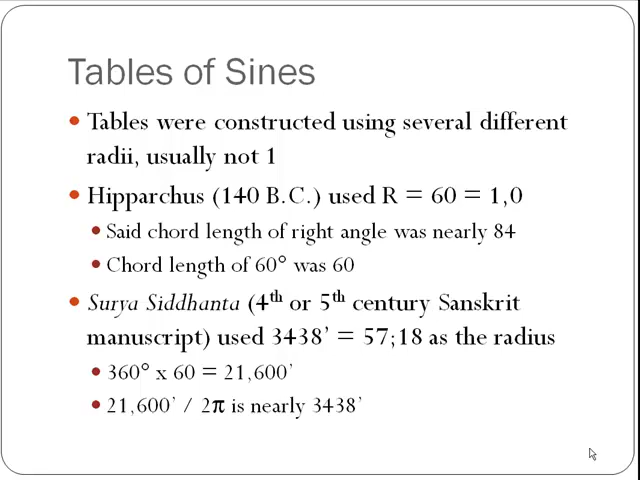 Tables of Sines
• Tables were constructed using several different
radii, usually not 1
• Hipparchus (140 B.C.) used R = 60 = 1,0
• Said chord length of right angle was nearly 84
• Chord length of 60° was 60
• Surya Siddhanta (4th or 5th century Sanskrit
manuscript) used 3438’ = 57;18 as the radius
• 360° x 60 = 21,600’
• 21,600’ / 2π is nearly 3438’